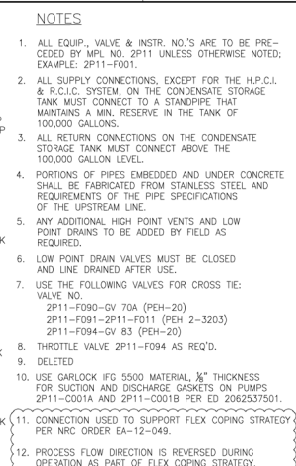 NOTES
1. ALL EQUIP., VALVE & INSTR. NO.'S ARE TO BE PRE-
CEDED BY MPL NO. 2P11 UNLESS OTHERWISE NOTED;
EXAMPLE: 2P11-F001.
2. ALL SUPPLY CONNECTIONS, EXCEPT FOR THE H.P.C.I.
& R.C.I.C. SYSTEM, ON THE CONDENSATE STORAGE
TANK MUST CONNECT TO A STANDPIPE THAT
MAINTAINS A MIN. RESERVE IN THE TANK OF
100,000 GALLONS.
P
3. ALL RETURN CONNECTIONS ON THE CONDENSATE
STORAGE TANK MUST CONNECT ABOVE THE
100,000 GALLON LEVEL.
4. PORTIONS OF PIPES EMBEDDED AND UNDER CONCRETE
SHALL BE FABRICATED FROM STAINLESS STEEL AND
REQUIREMENTS OF THE PIPE SPECIFICATIONS
OF THE UPSTREAM LINE.
5. ANY ADDITIONAL HIGH POINT VENTS AND LOW
POINT DRAINS TO BE ADDED BY FIELD AS
K REQUIRED.
6. LOW POINT DRAIN VALVES MUST BE CLOSED
AND LINE DRAINED AFTER USE.
7. USE THE FOLLOWING VALVES FOR CROSS TIE:
VALVE NO.
2P11-F090-GV 70A (PEH-20)
2P11-F091-2P11-F011 (PEH 2-3203)
2P11-F094-GV 83 (PEH-20)
8. THROTTLE VALVE 2P11-F094 AS REQ'D.
9. DELETED
10. USE GARLOCK IFG 5500 MATERIAL, ⅛" THICKNESS
FOR SUCTION AND DISCHARGE GASKETS ON PUMPS
2P11-C001A AND 2P11-C001B PER ED 2062537501.
K 11. CONNECTION USED TO SUPPORT FLEX COPING STRATEGY
PER NRC ORDER EA-12-049.
12. PROCESS FLOW DIRECTION IS REVERSED DURING
OPERATION AS PART OF FLEX COPING STRATEGY.